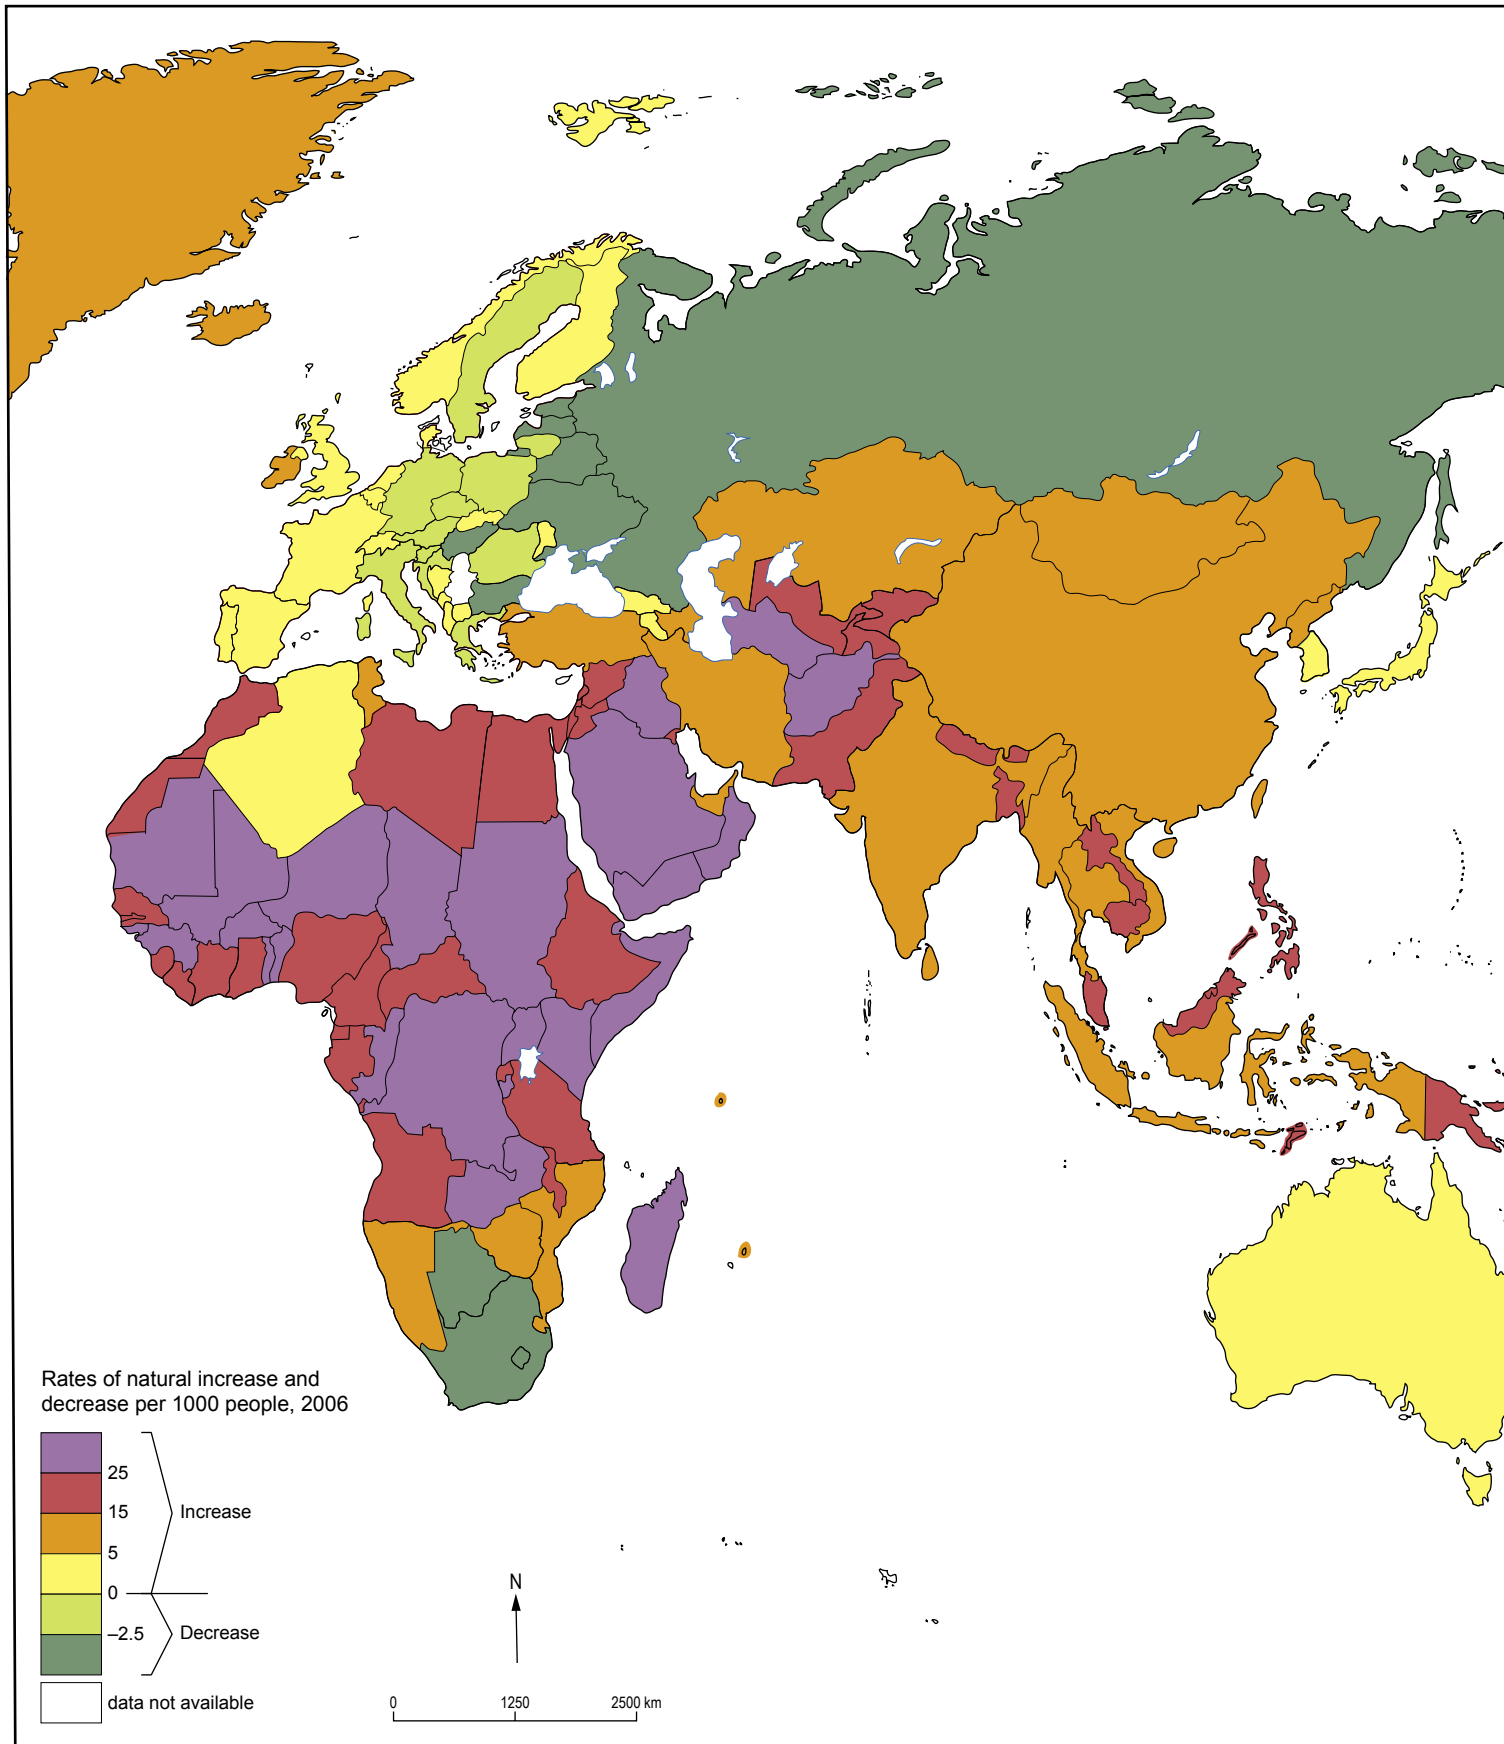 Rates of natural increase and
decrease per 1000 people, 2006
25
15
Increase
5
0
–2.5
Decrease
data not available
N
0 1250 2500 km